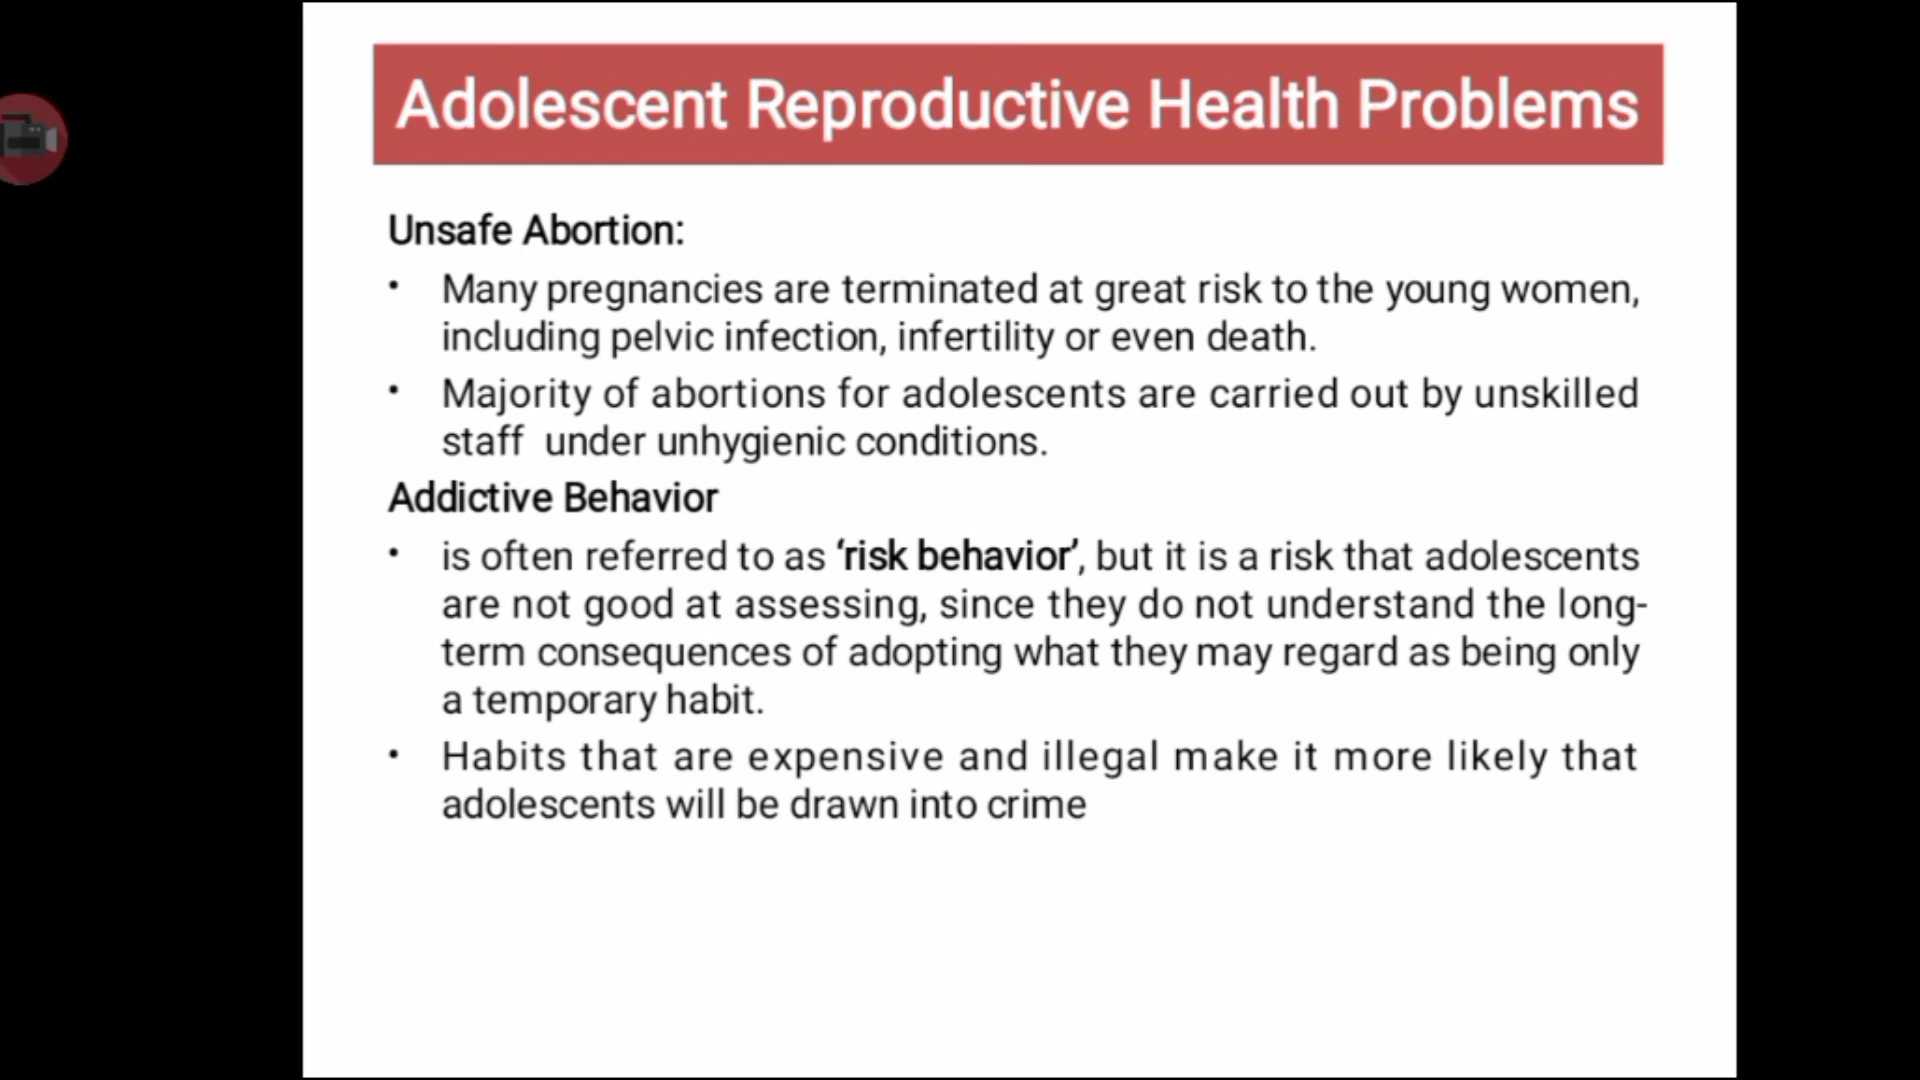 Adolescent Reproductive Health Problems
Unsafe Abortion:
• Many pregnancies are terminated at great risk to the young women,
including pelvic infection, infertility or even death.
• Majority of abortions for adolescents are carried out by unskilled
staff  under unhygienic conditions.
Addictive Behavior
• is often referred to as ‘risk behavior’, but it is a risk that adolescents
are not good at assessing, since they do not understand the long-
term consequences of adopting what they may regard as being only
a temporary habit.
• Habits that are expensive and illegal make it more likely that
adolescents will be drawn into crime